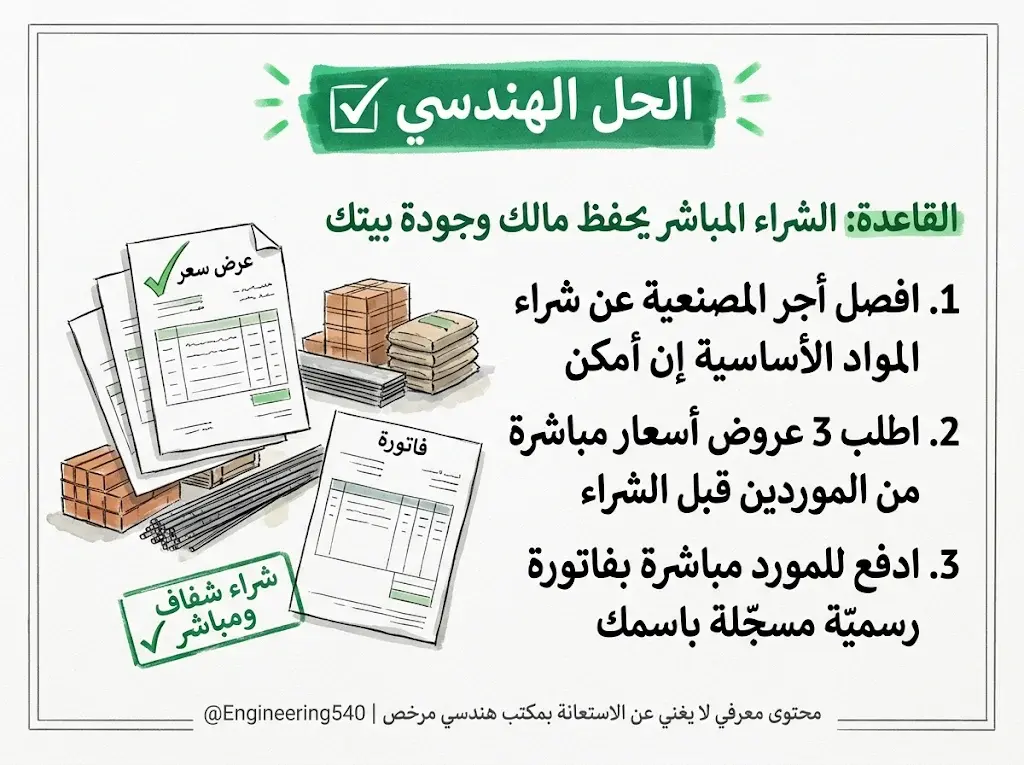 الحل الهندسي
القاعدة: الشراء المباشر يحفظ مالك وجودة بيتك
1. افصل أجر المصنعية عن شراء
المواد الأساسية إن أمكن
2. اطلب 3 عروض أسعار مباشرة
من الموردين قبل الشراء
3. ادفع للمورد مباشرة بفاتورة
رسميّة مسجّلة باسمك
عرض سعر
فاتورة
شراء شفاف
ومباشر
محتوى معرفي لا يغني عن الاستعانة بمكتب هندسي مرخص | @Engineering540